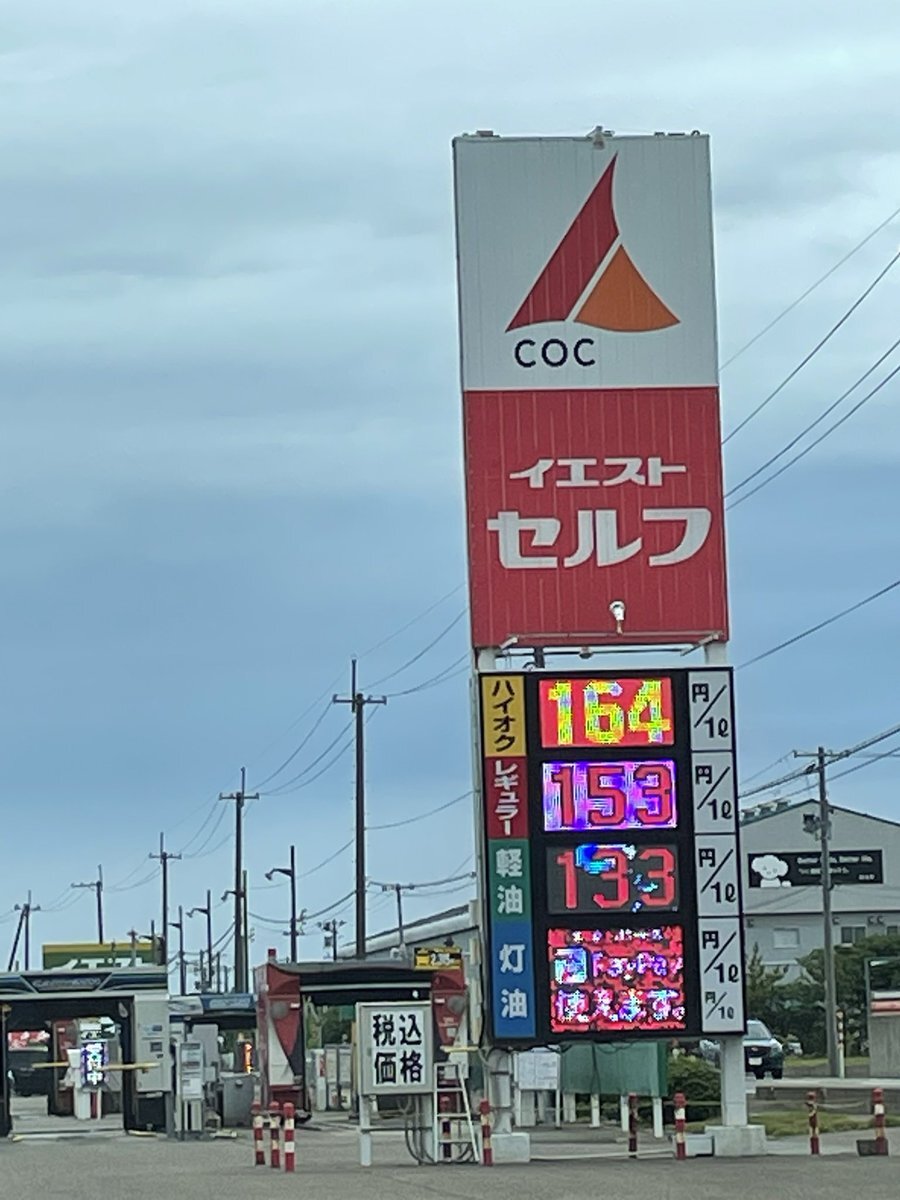 COC
イエスト
セルフ
ハイオク 164 円/1ℓ
レギュラー 153 円/1ℓ
軽油 133 円/1ℓ
灯油 PayPay 円/1ℓ
使えます 円/1ℓ
税込
価格